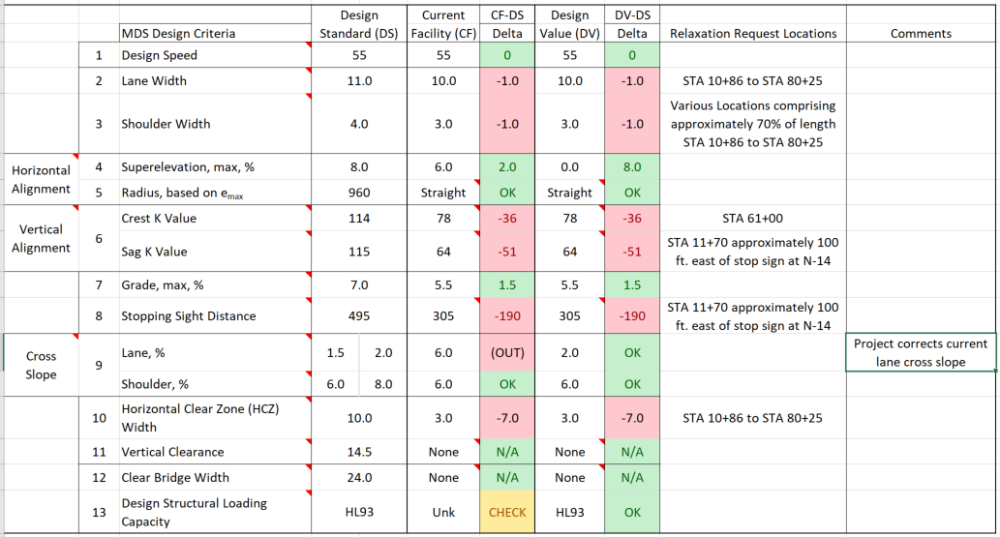 Design Current CF-DS Design DV-DS
MDS Design Criteria Standard (DS) Facility (CF) Delta Value (DV) Delta Relaxation Request Locations Comments
1 Design Speed 55 55 0 55 0
2 Lane Width 11.0 10.0 -1.0 10.0 -1.0 STA 10+86 to STA 80+25
Various Locations comprising
3 Shoulder Width 4.0 3.0 -1.0 3.0 -1.0 approximately 70% of length
STA 10+86 to STA 80+25
Horizontal
Alignment
4 Superelevation, max, % 8.0 6.0 2.0 0.0 8.0
5 Radius, based on emax 960 Straight OK Straight OK
Vertical
Alignment
6
Crest K Value 114 78 -36 78 -36 STA 61+00
Sag K Value 115 64 -51 64 -51 STA 11+70 approximately 100
ft. east of stop sign at N-14
7 Grade, max, % 7.0 5.5 1.5 5.5 1.5
8 Stopping Sight Distance 495 305 -190 305 -190 STA 11+70 approximately 100
ft. east of stop sign at N-14
Cross
Slope
9
Lane, % 1.5 2.0 6.0 (OUT) 2.0 OK Project corrects current
lane cross slope
Shoulder, % 6.0 8.0 6.0 OK 6.0 OK
10 Horizontal Clear Zone (HCZ)
Width 10.0 3.0 -7.0 3.0 -7.0 STA 10+86 to STA 80+25
11 Vertical Clearance 14.5 None N/A None N/A
12 Clear Bridge Width 24.0 None N/A None N/A
13 Design Structural Loading
Capacity HL93 Unk CHECK HL93 OK